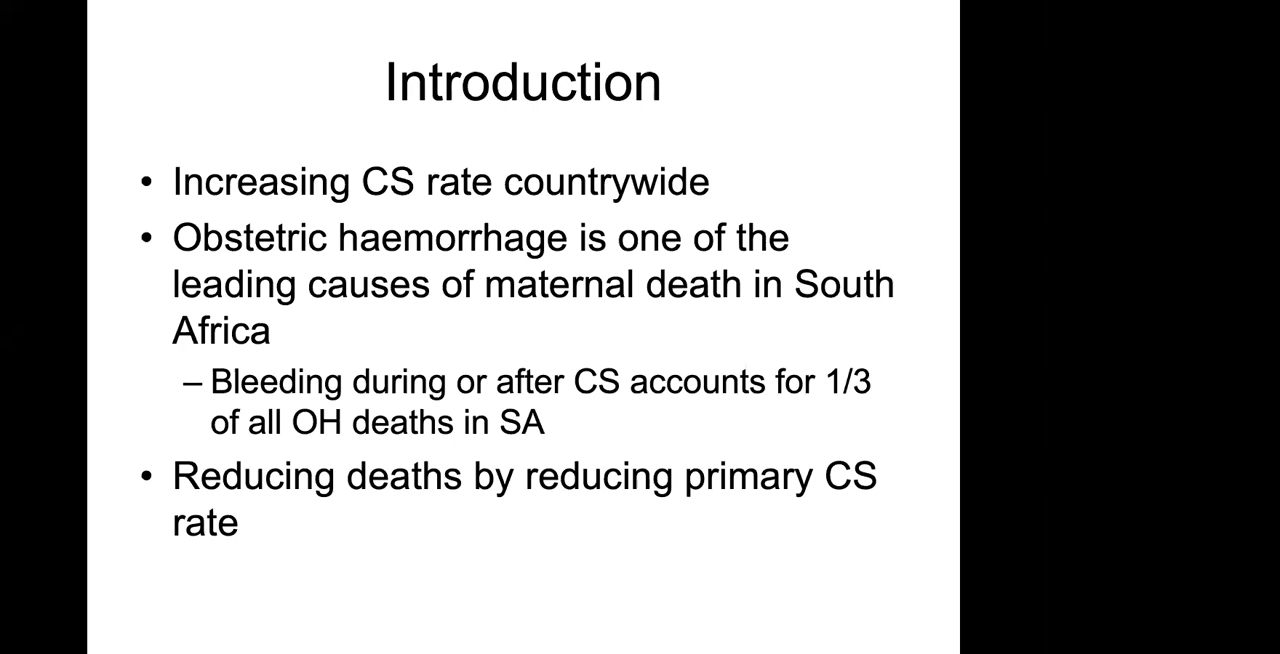 Introduction
• Increasing CS rate countrywide
• Obstetric haemorrhage is one of the
leading causes of maternal death in South
Africa
– Bleeding during or after CS accounts for 1/3
of all OH deaths in SA
• Reducing deaths by reducing primary CS
rate